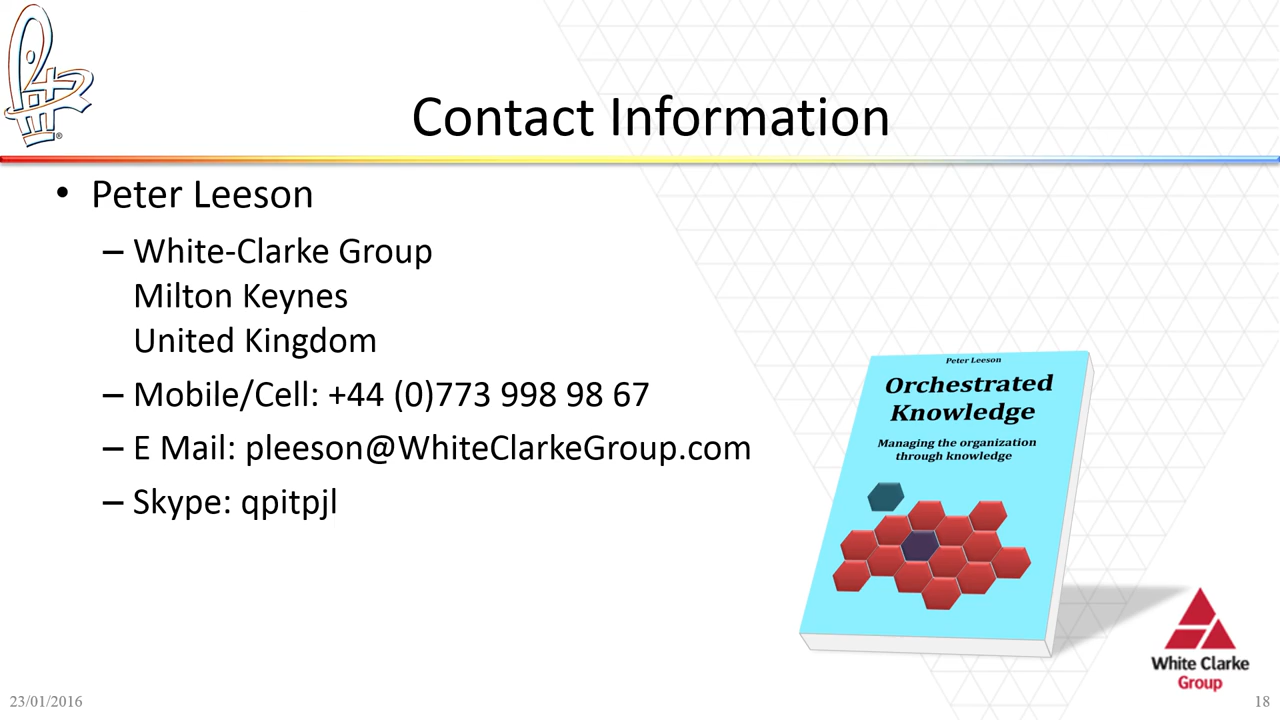 Contact Information
• Peter Leeson
– White-Clarke Group
Milton Keynes
United Kingdom
– Mobile/Cell: +44 (0)773 998 98 67
– E Mail: pleeson@WhiteClarkeGroup.com
– Skype: qpitpjl
Peter Leeson
Orchestrated
Knowledge
Managing the organization
through knowledge
White Clarke
Group
23/01/2016
18